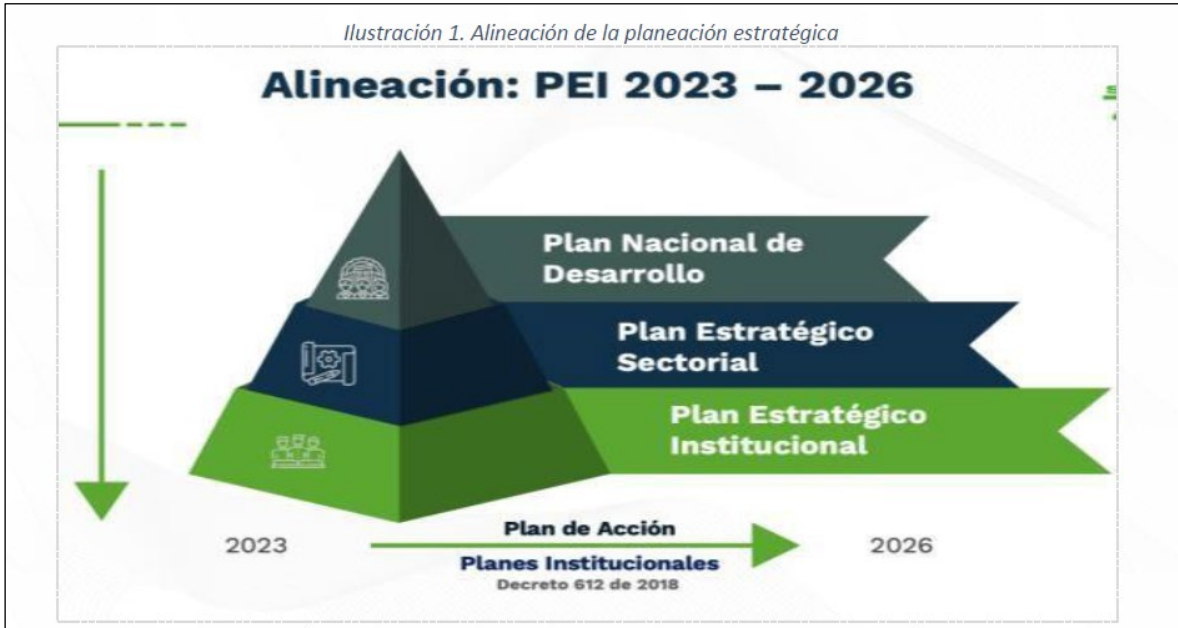 Ilustración 1. Alineación de la planeación estratégica
Alineación: PEI 2023 – 2026
Plan Nacional de
Desarrollo
Plan Estratégico
Sectorial
Plan Estratégico
Institucional
2023
Plan de Acción
2026
Planes Institucionales
Decreto 612 de 2018